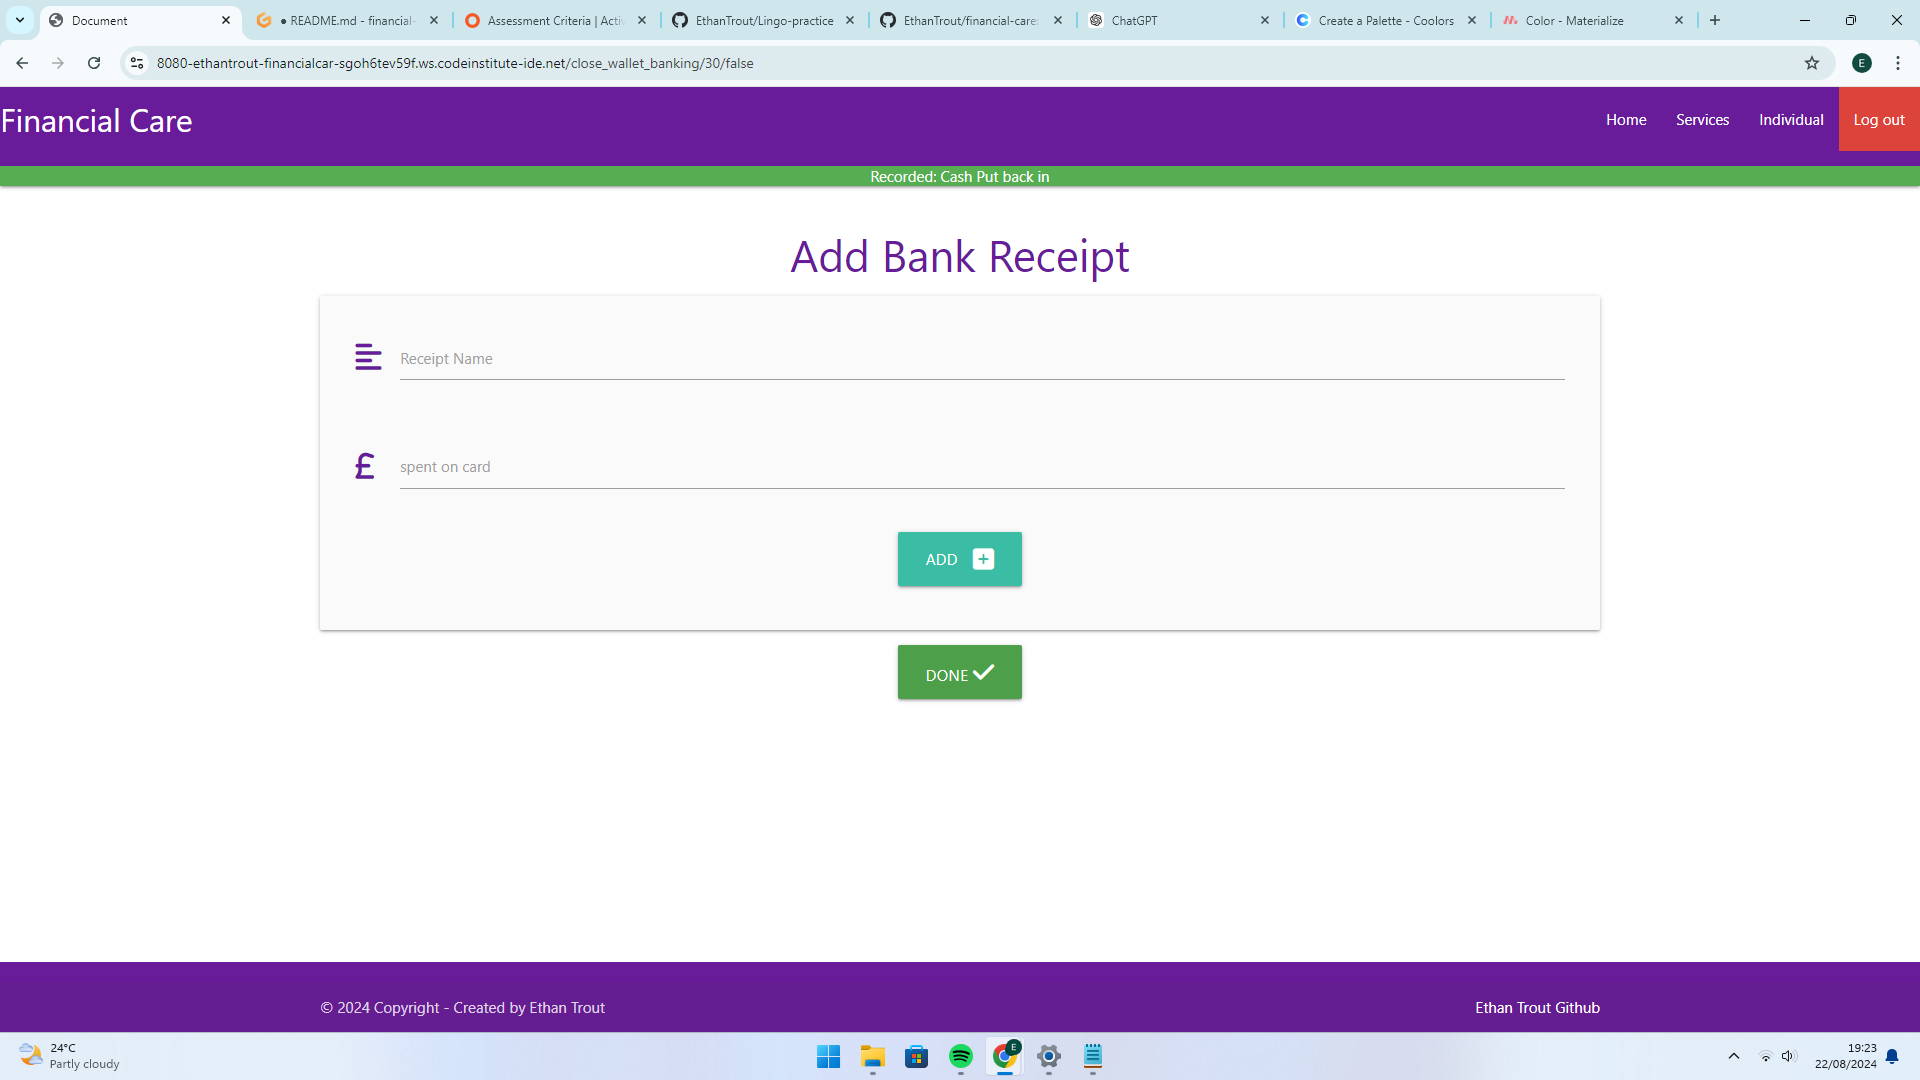 Document
● README.md - financial-
Assessment Criteria | Activ
EthanTrout/Lingo-practice
EthanTrout/financial-care:
ChatGPT
Create a Palette - Coolors
Color - Materialize
8080-ethantrout-financialcar-sgoh6tev59f.ws.codeinstitute-ide.net/close_wallet_banking/30/false
E
Financial Care
Home
Services
Individual
Log out
Recorded: Cash Put back in
Add Bank Receipt
Receipt Name
£
spent on card
ADD
DONE
© 2024 Copyright - Created by Ethan Trout
Ethan Trout Github
24°C
Partly cloudy
E
19:23
22/08/2024